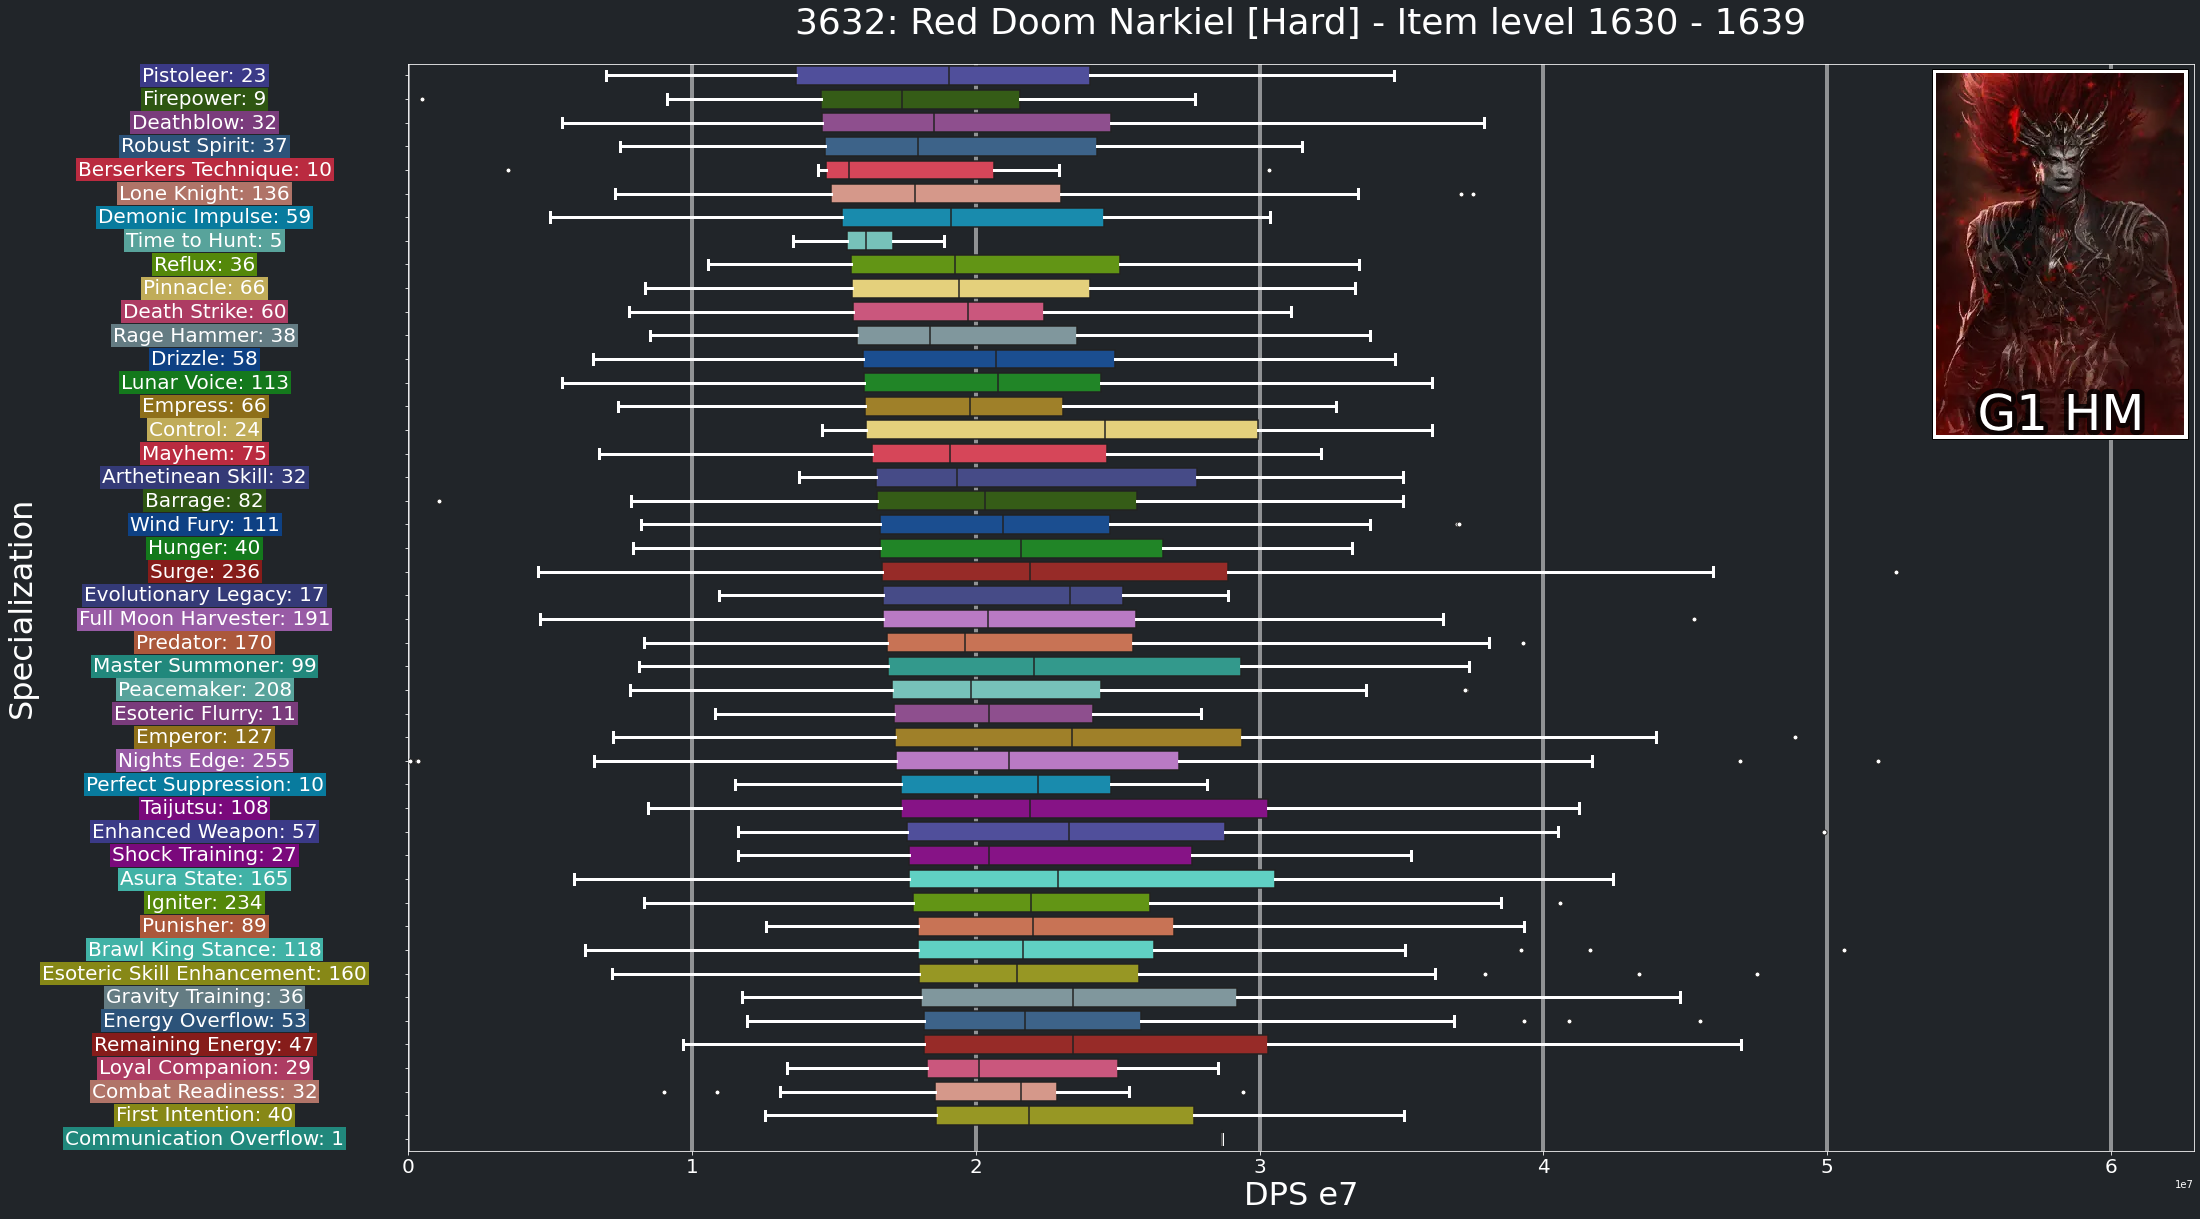 3632: Red Doom Narkiel [Hard] - Item level 1630 - 1639
Specialization
Pistoleer: 23
Firepower: 9
Deathblow: 32
Robust Spirit: 37
Berserkers Technique: 10
Lone Knight: 136
Demonic Impulse: 59
Time to Hunt: 5
Reflux: 36
Pinnacle: 66
Death Strike: 60
Rage Hammer: 38
Drizzle: 58
Lunar Voice: 113
Empress: 66
Control: 24
Mayhem: 75
Arthetinean Skill: 32
Barrage: 82
Wind Fury: 111
Hunger: 40
Surge: 236
Evolutionary Legacy: 17
Full Moon Harvester: 191
Predator: 170
Master Summoner: 99
Peacemaker: 208
Esoteric Flurry: 11
Emperor: 127
Nights Edge: 255
Perfect Suppression: 10
Taijutsu: 108
Enhanced Weapon: 57
Shock Training: 27
Asura State: 165
Igniter: 234
Punisher: 89
Brawl King Stance: 118
Esoteric Skill Enhancement: 160
Gravity Training: 36
Energy Overflow: 53
Remaining Energy: 47
Loyal Companion: 29
Combat Readiness: 32
First Intention: 40
Communication Overflow: 1
G1 HM
0 1 2 3 4 5 6
1e7
DPS e7